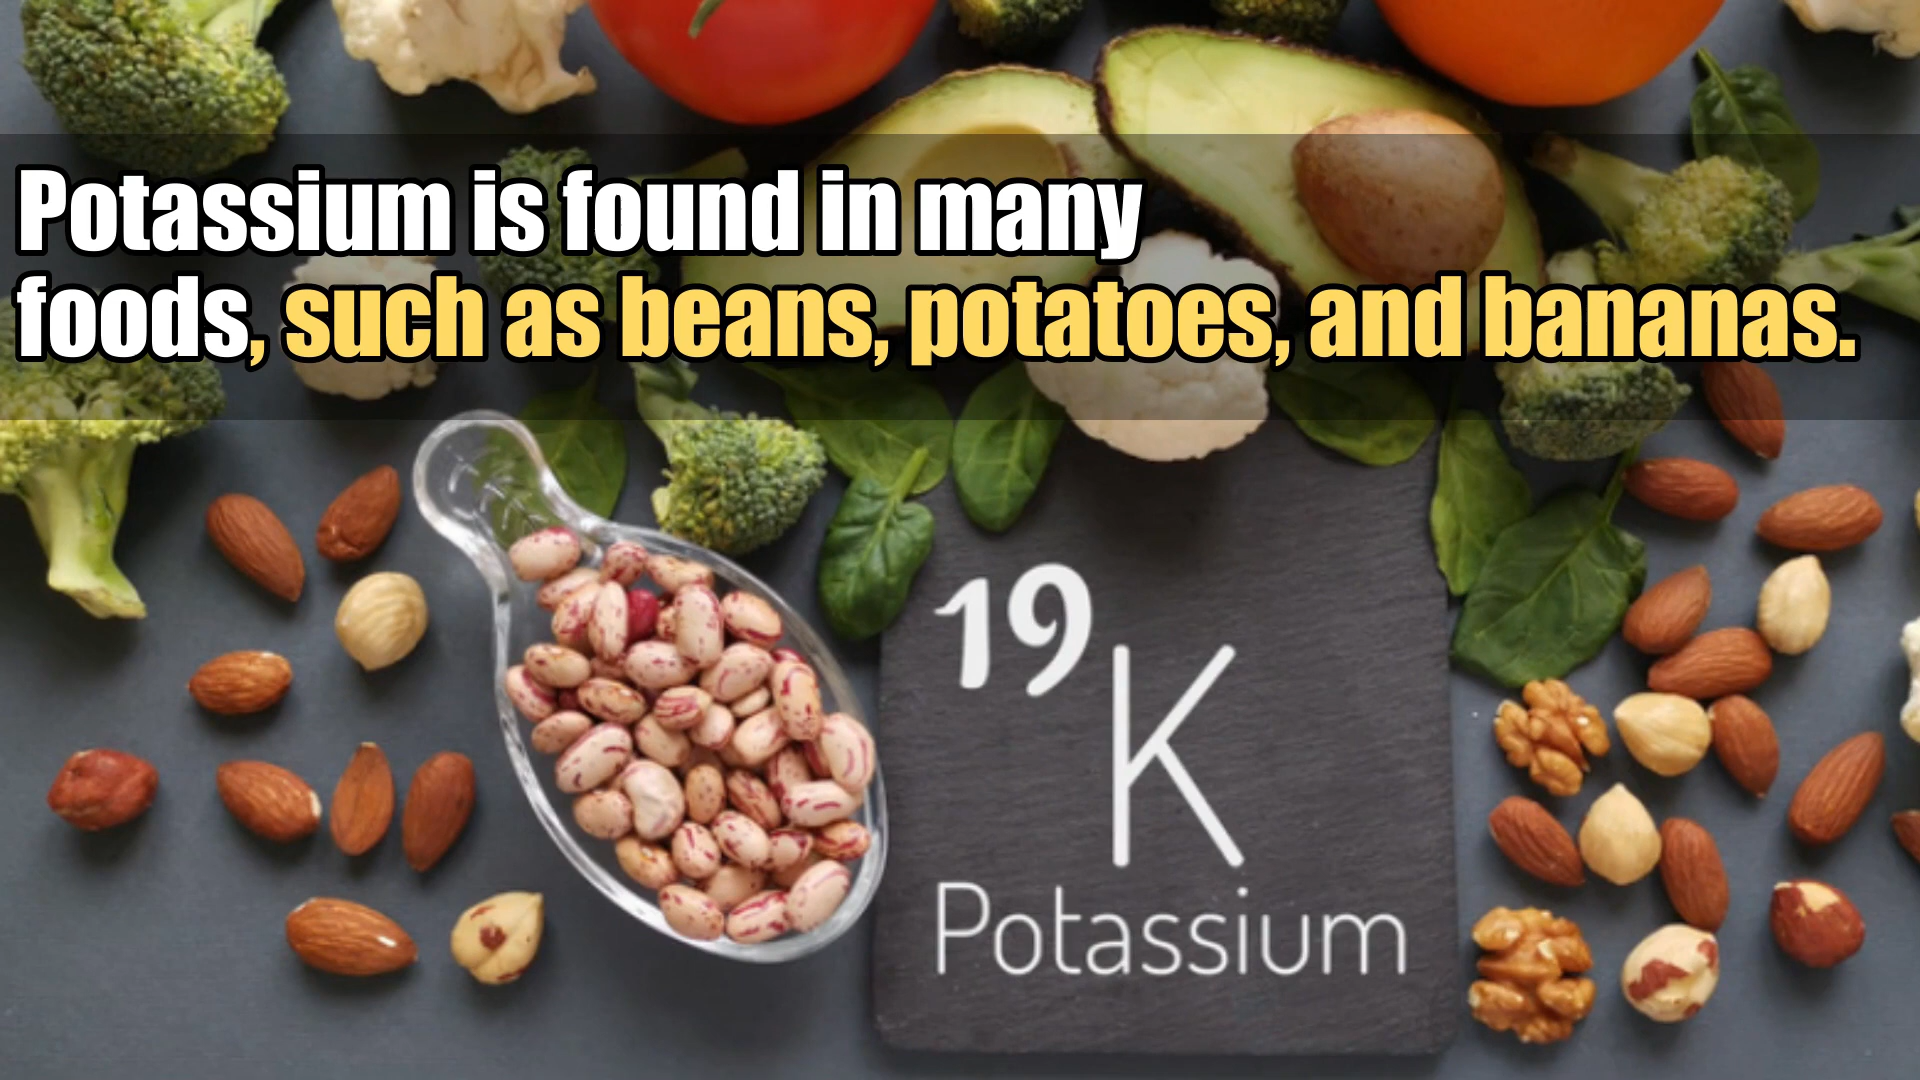 Potassium is found in many
foods, such as beans, potatoes, and bananas.
19
K
Potassium